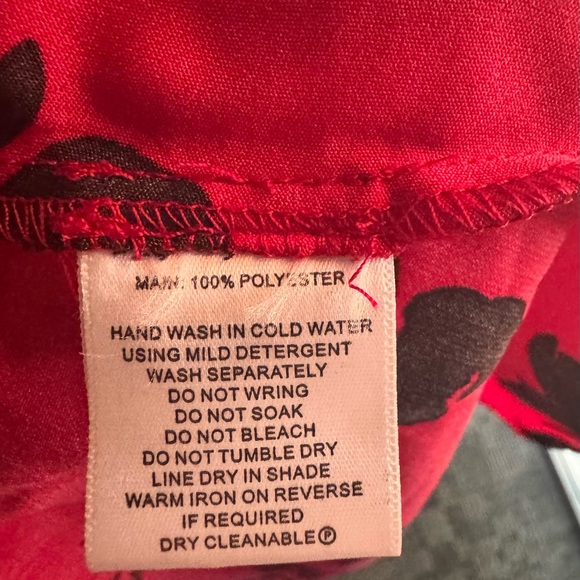 MAIN: 100% POLYESTER
HAND WASH IN COLD WATER
USING MILD DETERGENT
WASH SEPARATELY
DO NOT WRING
DO NOT SOAK
DO NOT BLEACH
DO NOT TUMBLE DRY
LINE DRY IN SHADE
WARM IRON ON REVERSE
IF REQUIRED
DRY CLEANABLE Ⓟ